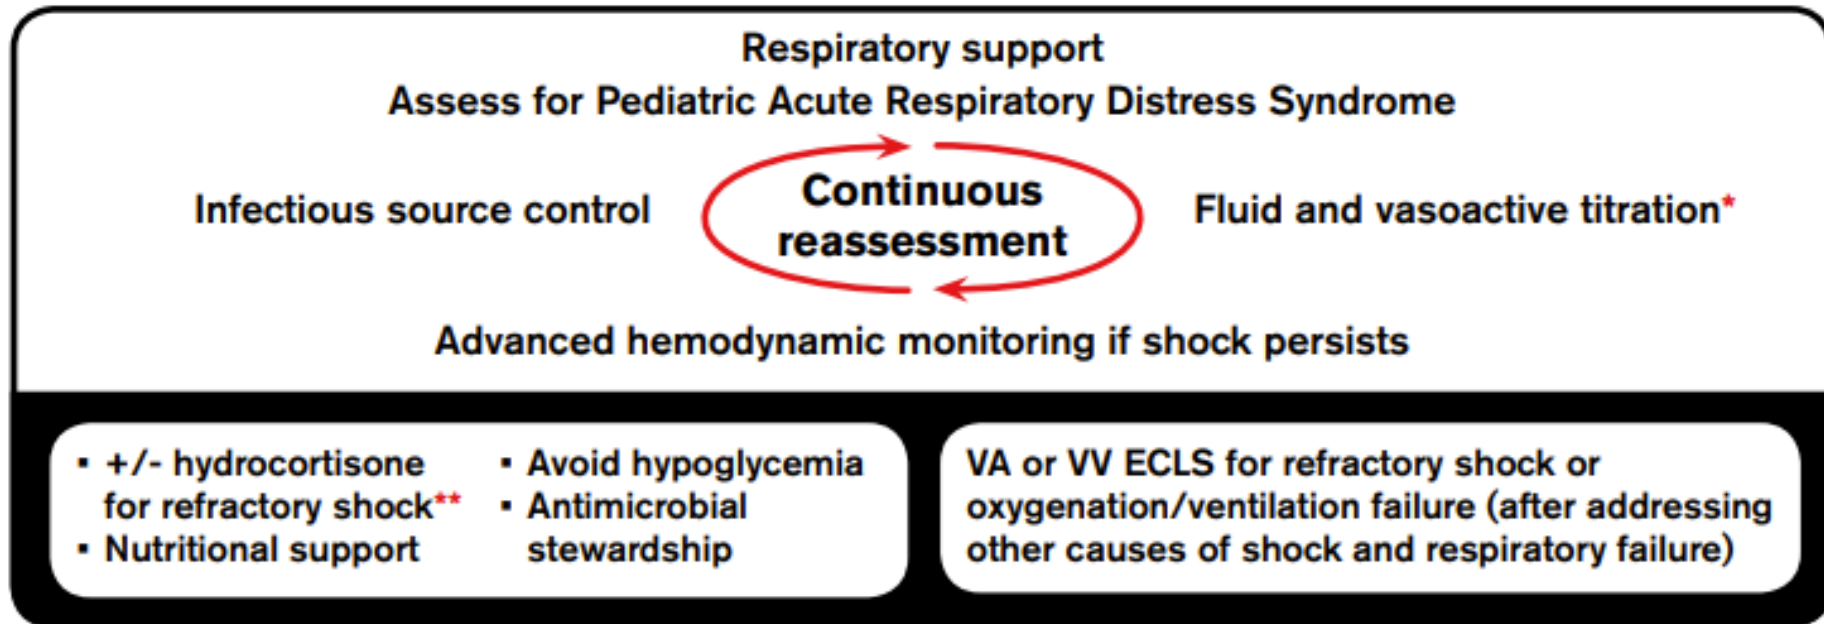 Respiratory support
Assess for Pediatric Acute Respiratory Distress Syndrome
Infectious source control
Continuous
reassessment
Fluid and vasoactive titration*
Advanced hemodynamic monitoring if shock persists
▪ +/- hydrocortisone
for refractory shock**
▪ Nutritional support
▪ Avoid hypoglycemia
▪ Antimicrobial
stewardship
VA or VV ECLS for refractory shock or
oxygenation/ventilation failure (after addressing
other causes of shock and respiratory failure)